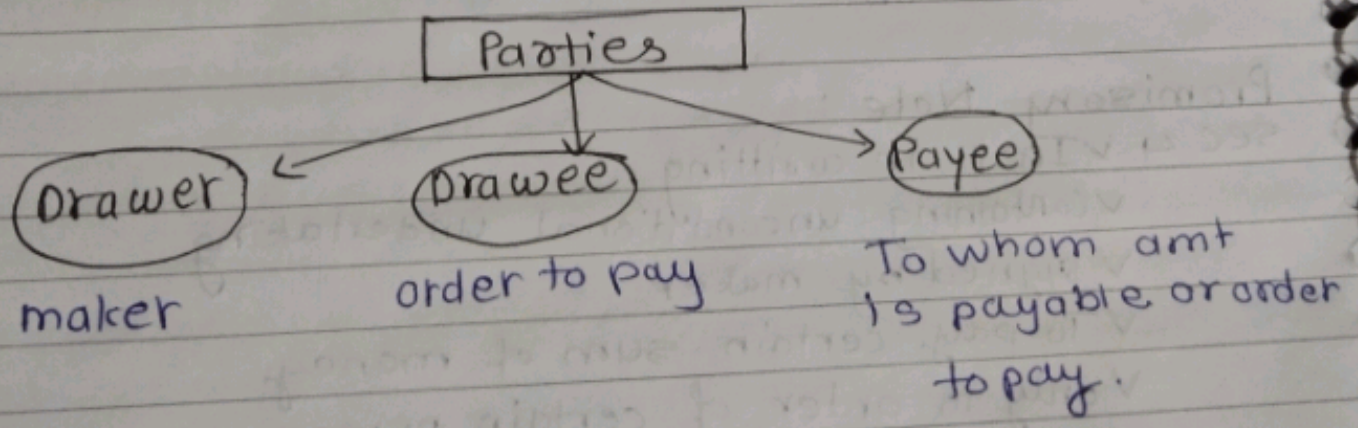 Parties
Drawer
Drawee
Payee
maker
order to pay
To whom amt
is payable or order
to pay.